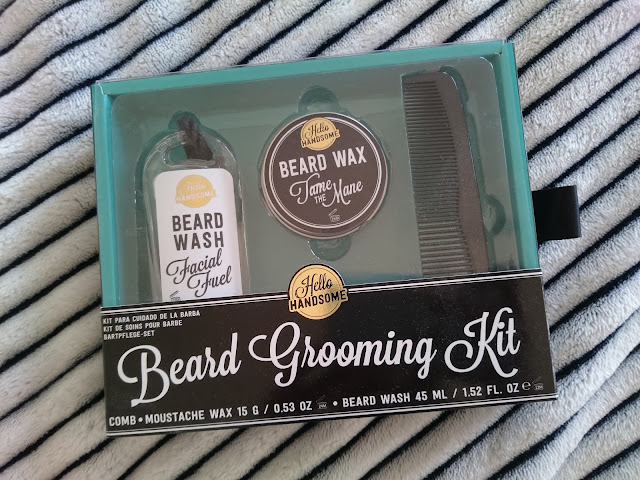 Hello
HANDSOME
BEARD WAX
Tame
THE
Mane
Hello
HANDSOME
BEARD
WASH
Facial
Fuel
Hello
HANDSOME
KIT PARA CUIDADO DE LA BARBA
KIT DE SOINS POUR BARBE
BARTPFLEGE-SET
Beard Grooming Kit
COMB • MOUSTACHE WAX 15 G / 0.53 OZ • BEARD WASH 45 ML / 1.52 FL. OZ ℮